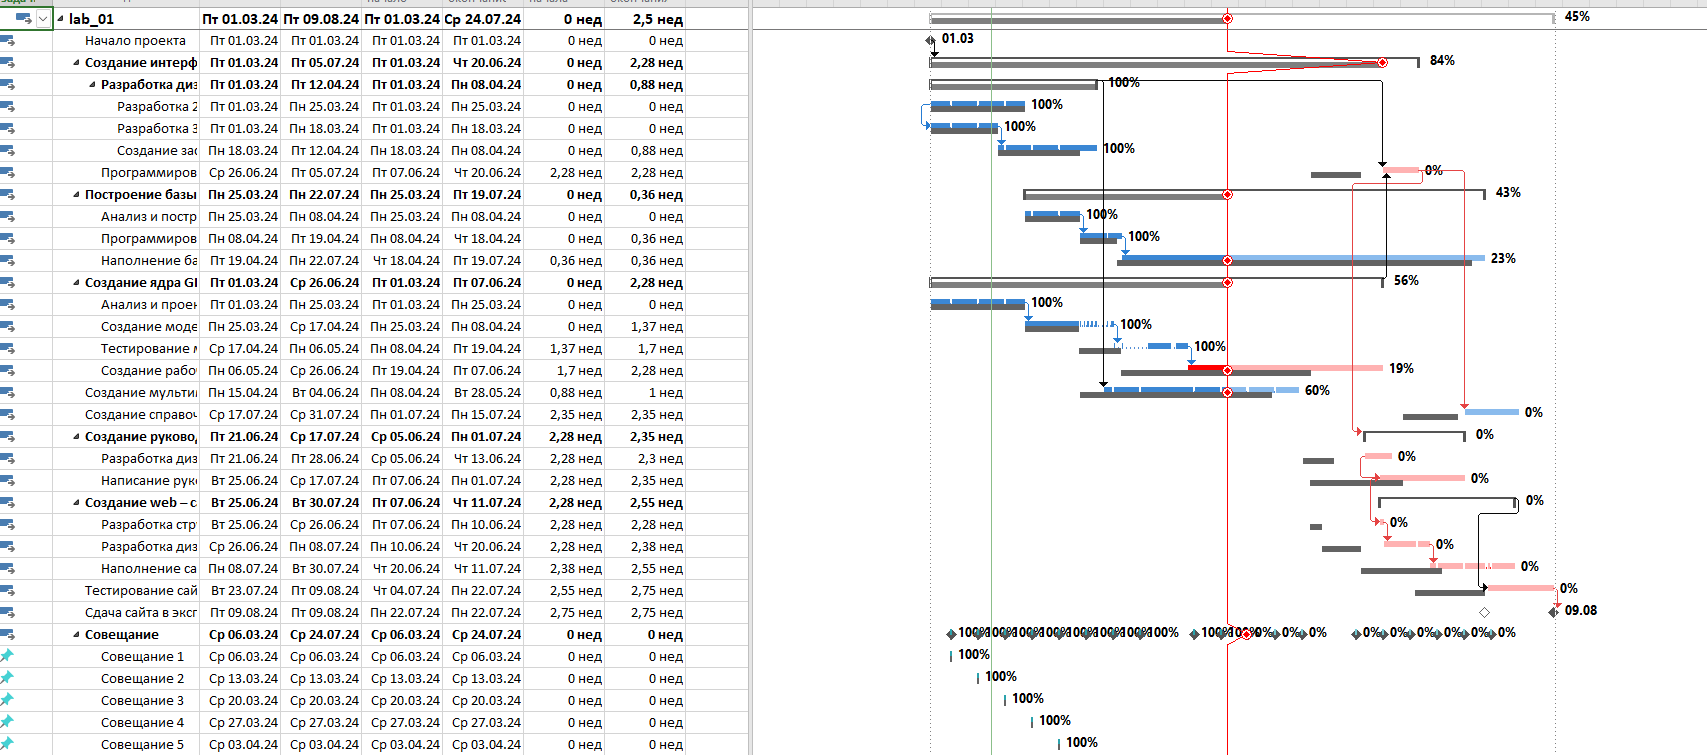 lab_01 Пт 01.03.24 Пт 09.08.24 Пт 01.03.24 Ср 24.07.24 0 нед 2,5 нед 45%
Начало проекта Пт 01.03.24 Пт 01.03.24 Пт 01.03.24 Пт 01.03.24 0 нед 0 нед 01.03
Создание интерф Пт 01.03.24 Пт 05.07.24 Пт 01.03.24 Чт 20.06.24 0 нед 2,28 нед 84%
Разработка диз Пт 01.03.24 Пт 12.04.24 Пт 01.03.24 Пн 08.04.24 0 нед 0,88 нед 100%
Разработка 2 Пт 01.03.24 Пн 25.03.24 Пт 01.03.24 Пн 25.03.24 0 нед 0 нед 100%
Разработка 3 Пт 01.03.24 Пн 18.03.24 Пт 01.03.24 Пн 18.03.24 0 нед 0 нед 100%
Создание зас Пн 18.03.24 Пт 12.04.24 Пн 18.03.24 Пн 08.04.24 0 нед 0,88 нед 100%
Программиров Ср 26.06.24 Пт 05.07.24 Пт 07.06.24 Чт 20.06.24 2,28 нед 2,28 нед 0%
Построение базы Пн 25.03.24 Пн 22.07.24 Пн 25.03.24 Пт 19.07.24 0 нед 0,36 нед 43%
Анализ и постр Пн 25.03.24 Пн 08.04.24 Пн 25.03.24 Пн 08.04.24 0 нед 0 нед 100%
Программиров Пн 08.04.24 Пт 19.04.24 Пн 08.04.24 Чт 18.04.24 0 нед 0,36 нед 100%
Наполнение ба Пт 19.04.24 Пн 22.07.24 Чт 18.04.24 Пт 19.07.24 0,36 нед 0,36 нед 23%
Создание ядра GI Пт 01.03.24 Ср 26.06.24 Пт 01.03.24 Пт 07.06.24 0 нед 2,28 нед 56%
Анализ и проек Пт 01.03.24 Пн 25.03.24 Пт 01.03.24 Пн 25.03.24 0 нед 0 нед 100%
Создание моде Пн 25.03.24 Ср 17.04.24 Пн 25.03.24 Пн 08.04.24 0 нед 1,37 нед 100%
Тестирование м Ср 17.04.24 Пн 06.05.24 Пн 08.04.24 Пт 19.04.24 1,37 нед 1,7 нед 100%
Создание рабо Пн 06.05.24 Ср 26.06.24 Пт 19.04.24 Пт 07.06.24 1,7 нед 2,28 нед 19%
Создание мульти Пн 15.04.24 Вт 04.06.24 Пн 08.04.24 Вт 28.05.24 0,88 нед 1 нед 60%
Создание справоч Ср 17.07.24 Ср 31.07.24 Пн 01.07.24 Пн 15.07.24 2,35 нед 2,35 нед 0%
Создание руковод Пт 21.06.24 Ср 17.07.24 Ср 05.06.24 Пн 01.07.24 2,28 нед 2,35 нед 0%
Разработка диз Пт 21.06.24 Пт 28.06.24 Ср 05.06.24 Чт 13.06.24 2,28 нед 2,3 нед 0%
Написание рук Вт 25.06.24 Ср 17.07.24 Пт 07.06.24 Пн 01.07.24 2,28 нед 2,35 нед 0%
Создание web – с Вт 25.06.24 Вт 30.07.24 Пт 07.06.24 Чт 11.07.24 2,28 нед 2,55 нед 0%
Разработка стр Вт 25.06.24 Ср 26.06.24 Пт 07.06.24 Пн 10.06.24 2,28 нед 2,28 нед 0%
Разработка диз Ср 26.06.24 Пн 08.07.24 Пн 10.06.24 Чт 20.06.24 2,28 нед 2,38 нед 0%
Наполнение са Пн 08.07.24 Вт 30.07.24 Чт 20.06.24 Чт 11.07.24 2,38 нед 2,55 нед 0%
Тестирование сай Вт 23.07.24 Пт 09.08.24 Чт 04.07.24 Пн 22.07.24 2,55 нед 2,75 нед 0%
Сдача сайта в эксп Пт 09.08.24 Пт 09.08.24 Пн 22.07.24 Пн 22.07.24 2,75 нед 2,75 нед 09.08
Совещание Ср 06.03.24 Ср 24.07.24 Ср 06.03.24 Ср 24.07.24 0 нед 0 нед 100% 100% 100% 100% 100% 100% 100% 100% 100% 100% 0% 0% 0% 0% 0% 0% 0% 0% 0%
Совещание 1 Ср 06.03.24 Ср 06.03.24 Ср 06.03.24 Ср 06.03.24 0 нед 0 нед 100%
Совещание 2 Ср 13.03.24 Ср 13.03.24 Ср 13.03.24 Ср 13.03.24 0 нед 0 нед 100%
Совещание 3 Ср 20.03.24 Ср 20.03.24 Ср 20.03.24 Ср 20.03.24 0 нед 0 нед 100%
Совещание 4 Ср 27.03.24 Ср 27.03.24 Ср 27.03.24 Ср 27.03.24 0 нед 0 нед 100%
Совещание 5 Ср 03.04.24 Ср 03.04.24 Ср 03.04.24 Ср 03.04.24 0 нед 0 нед 100%